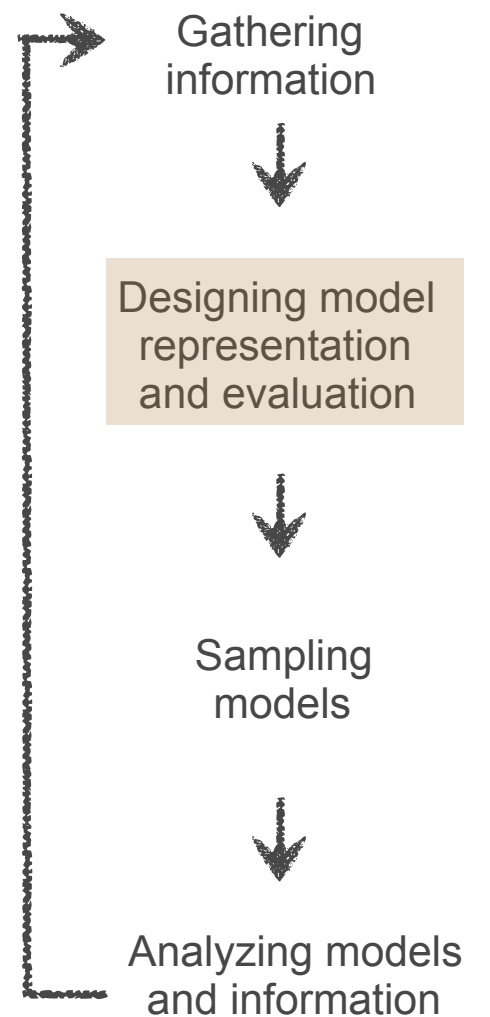 Gathering
information
Designing model
representation
and evaluation
Sampling
models
Analyzing models
and information